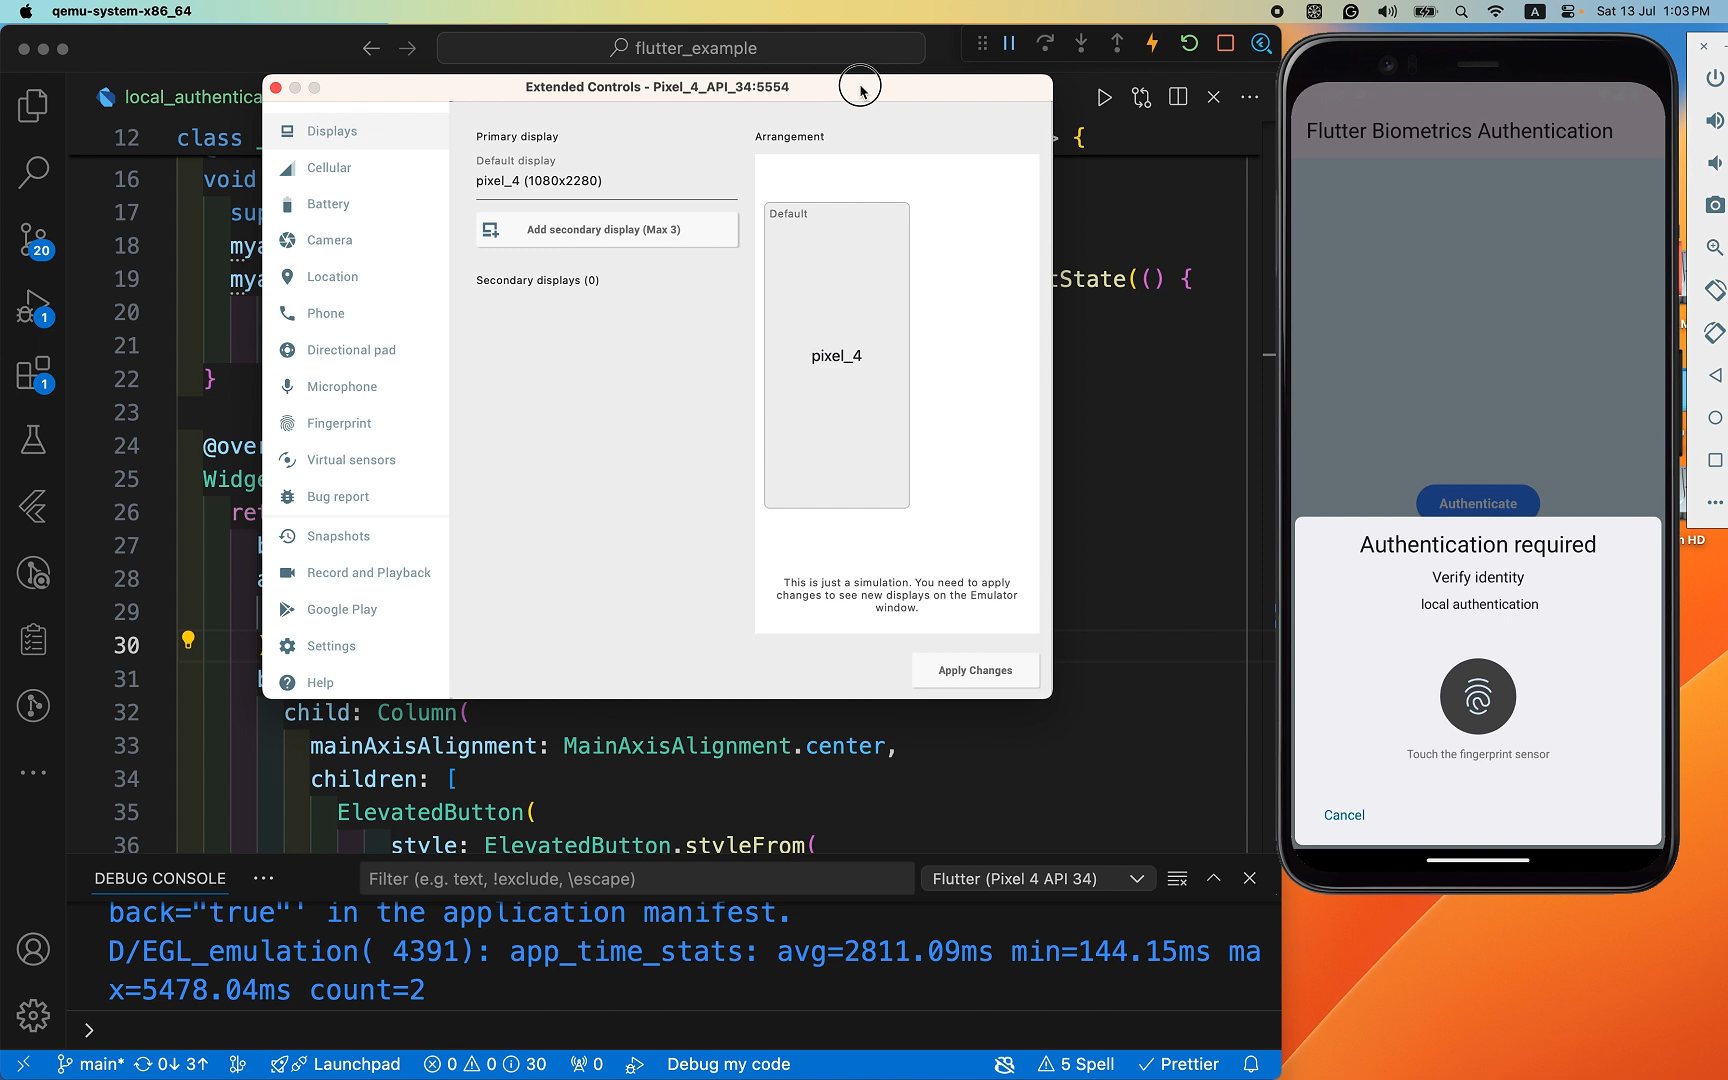 qemu-system-x86_64
A
Sat 13 Jul 1:03 PM
flutter_example
local_authentica
Extended Controls - Pixel_4_API_34:5554
12 class _
> {
16 void
17 sup
18 mya
19 mya
tState(() {
20
21
22 }
23
24 @over
25 Widge
26 ret
27 b
28 a
29
30 )
31 b
32 child: Column(
33 mainAxisAlignment: MainAxisAlignment.center,
34 children: [
35 ElevatedButton(
36 style: ElevatedButton.styleFrom(
20
1
1
Displays
Cellular
Battery
Camera
Location
Phone
Directional pad
Microphone
Fingerprint
Virtual sensors
Bug report
Snapshots
Record and Playback
Google Play
Settings
Help
Primary display
Default display
pixel_4 (1080x2280)
Add secondary display (Max 3)
Secondary displays (0)
Arrangement
Default
pixel_4
This is just a simulation. You need to apply
changes to see new displays on the Emulator
window.
Apply Changes
Flutter Biometrics Authentication
Authenticate
Authentication required
Verify identity
local authentication
Touch the fingerprint sensor
Cancel
n HD
DEBUG CONSOLE
Filter (e.g. text, !exclude, \escape)
Flutter (Pixel 4 API 34)
back="true"' in the application manifest.
D/EGL_emulation( 4391): app_time_stats: avg=2811.09ms min=144.15ms ma
x=5478.04ms count=2
>
main* 0↓ 3↑ Launchpad 0 0 30 0 Debug my code 5 Spell Prettier